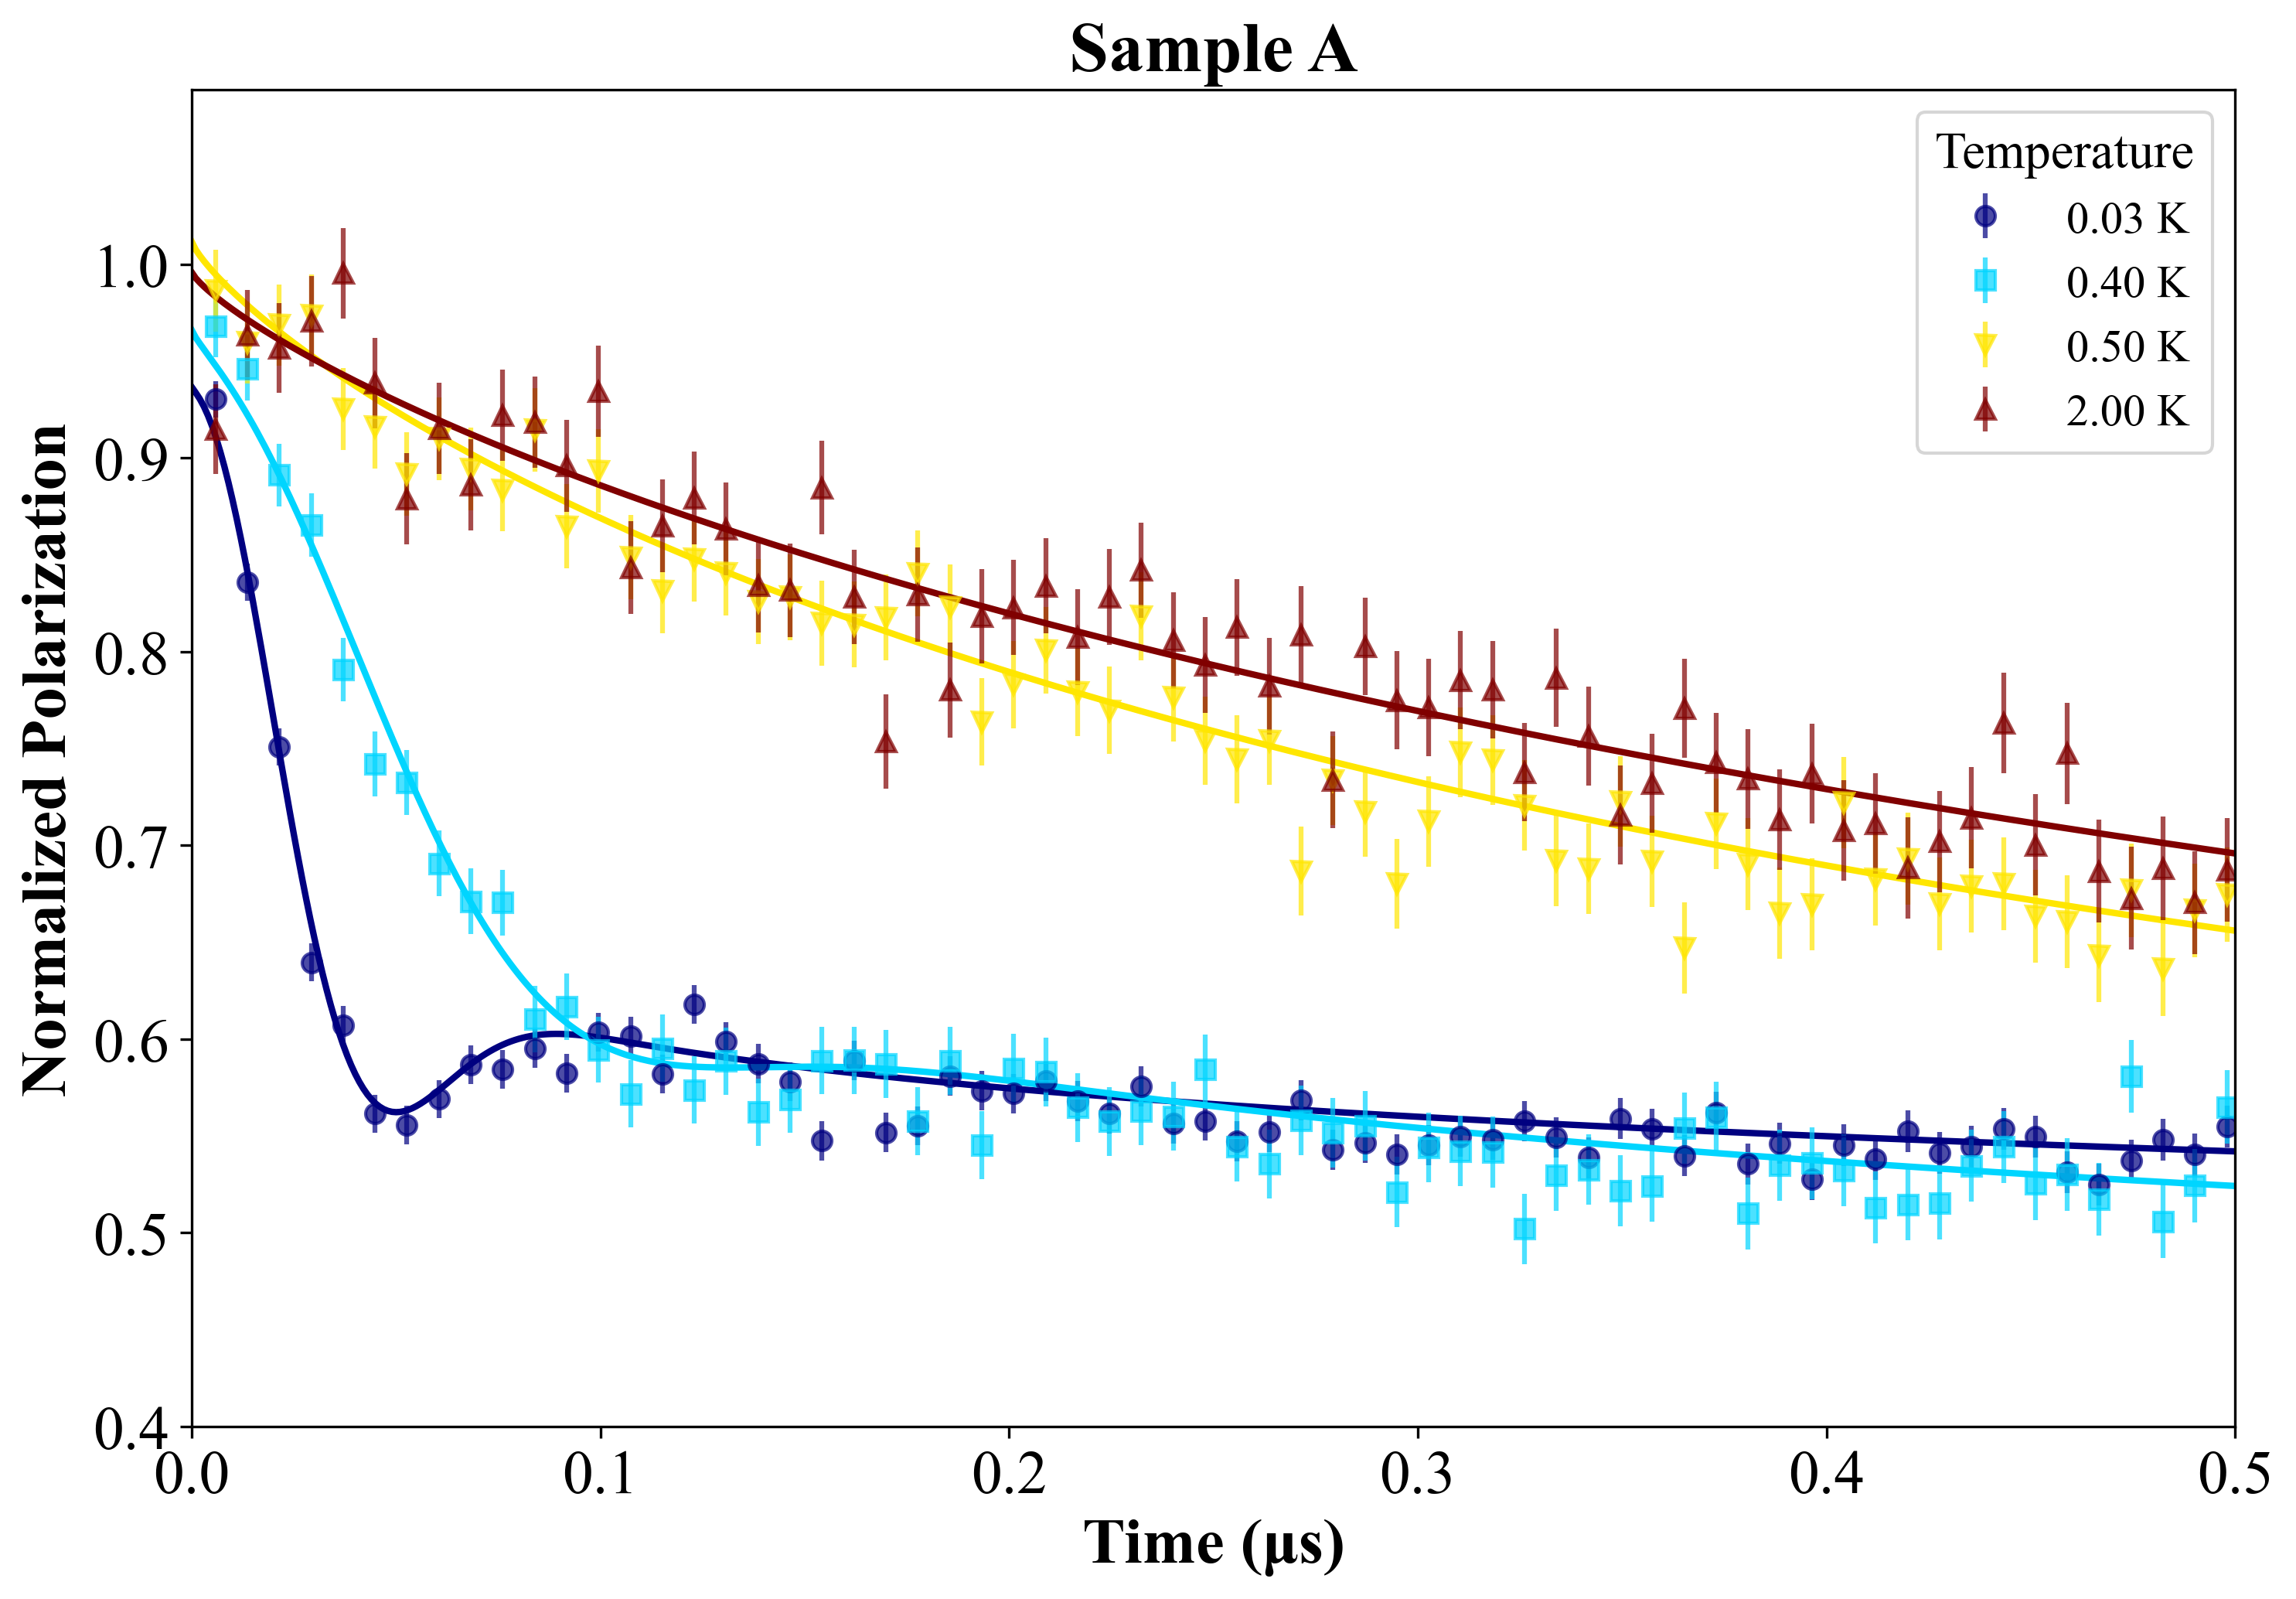 Sample A
Temperature
0.03 K
0.40 K
0.50 K
2.00 K
Normalized Polarization
1.0
0.9
0.8
0.7
0.6
0.5
0.4
0.0 0.1 0.2 0.3 0.4 0.5
Time (μs)